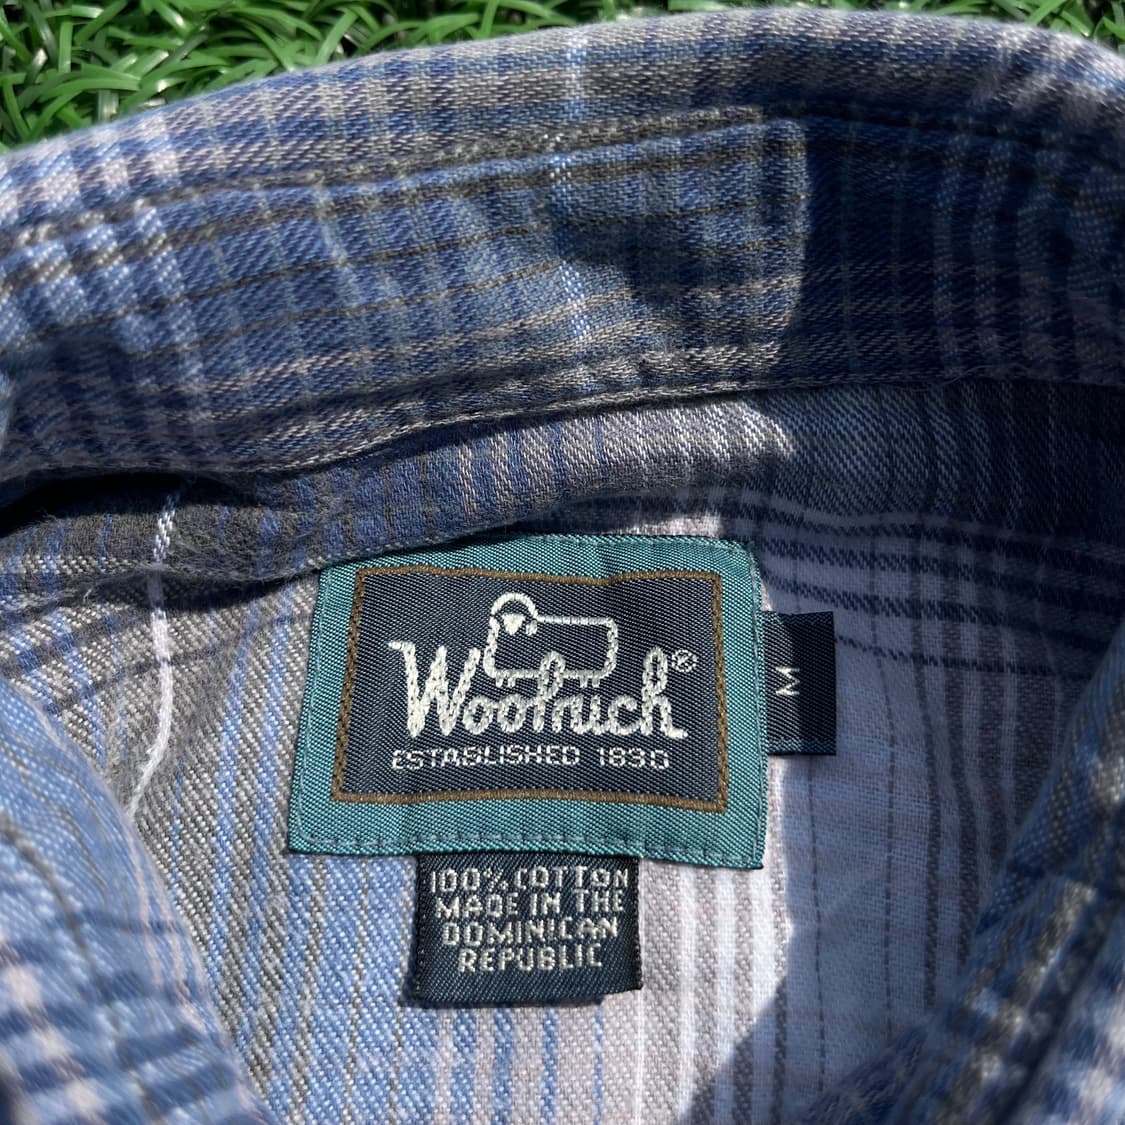 Woolrich®
ESTABLISHED 1830
M
100% COTTON
MADE IN THE
DOMINICAN
REPUBLIC